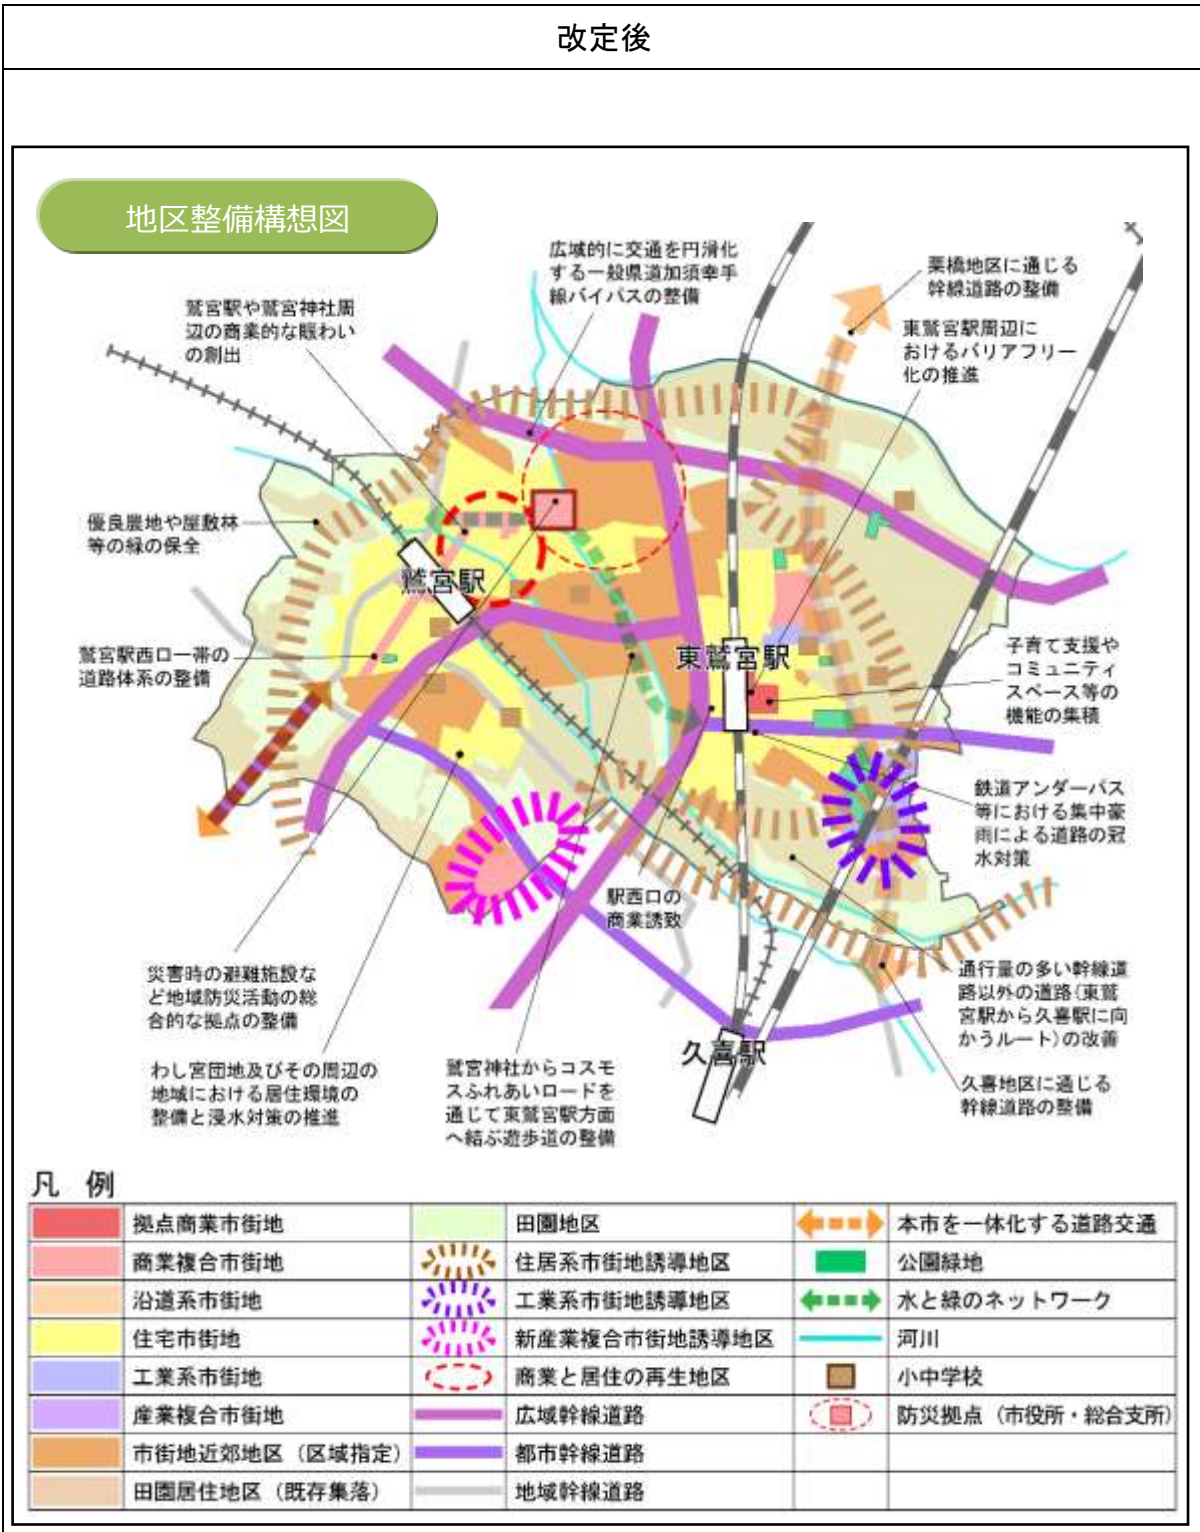 改定後
地区整備構想図
広域的に交通を円滑化
する一般県道加須幸手
線バイパスの整備
栗橋地区に通じる
幹線道路の整備
鷲宮駅や鷲宮神社周
辺の商業的な賑わい
の創出
東鷲宮駅周辺に
おけるバリアフリー
化の推進
優良農地や屋敷林
等の緑の保全
鷲宮駅
鷲宮駅西口一帯の
道路体系の整備
東鷲宮駅
子育て支援や
コミュニティ
スペース等の
機能の集積
鉄道アンダーパス
等における集中豪
雨による道路の冠
水対策
駅西口の
商業誘致
災害時の避難施設な
ど地域防災活動の総
合的な拠点の整備
通行量の多い幹線道
路以外の道路(東鷲
宮駅から久喜駅に向
かうルート)の改善
わし宮団地及びその周辺の
地域における居住環境の
整備と浸水対策の推進
鷲宮神社からコスモ
スふれあいロードを
通じて東鷲宮駅方面
へ結ぶ遊歩道の整備
久喜駅
久喜地区に通じる
幹線道路の整備
凡 例
拠点商業市街地
田園地区
本市を一体化する道路交通
商業複合市街地
住居系市街地誘導地区
公園緑地
沿道系市街地
工業系市街地誘導地区
水と緑のネットワーク
住宅市街地
新産業複合市街地誘導地区
河川
工業系市街地
商業と居住の再生地区
小中学校
産業複合市街地
広域幹線道路
防災拠点(市役所・総合支所)
市街地近郊地区(区域指定)
都市幹線道路
田園居住地区(既存集落)
地域幹線道路